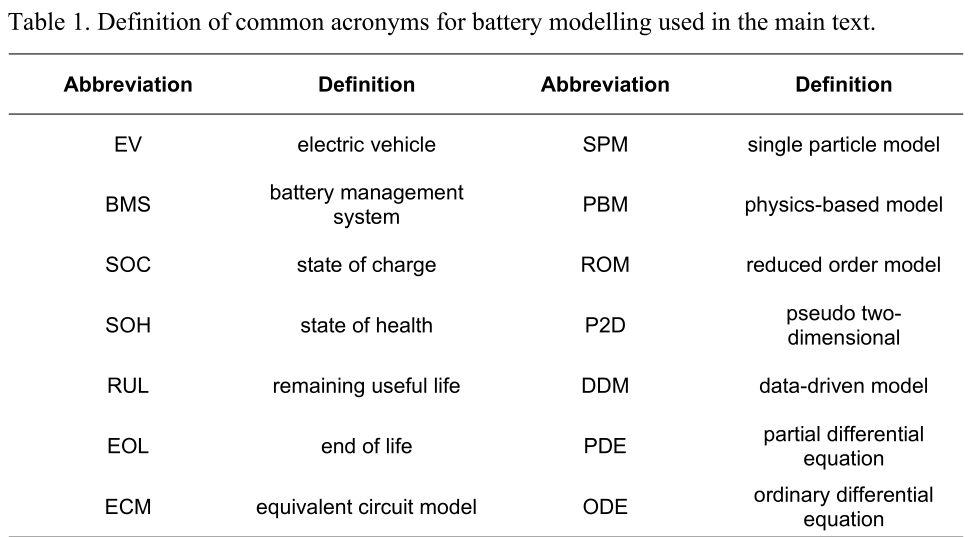 Table 1. Definition of common acronyms for battery modelling used in the main text.
Abbreviation Definition Abbreviation Definition
EV electric vehicle SPM single particle model
BMS battery management system PBM physics-based model
SOC state of charge ROM reduced order model
SOH state of health P2D pseudo two-dimensional
RUL remaining useful life DDM data-driven model
EOL end of life PDE partial differential equation
ECM equivalent circuit model ODE ordinary differential equation